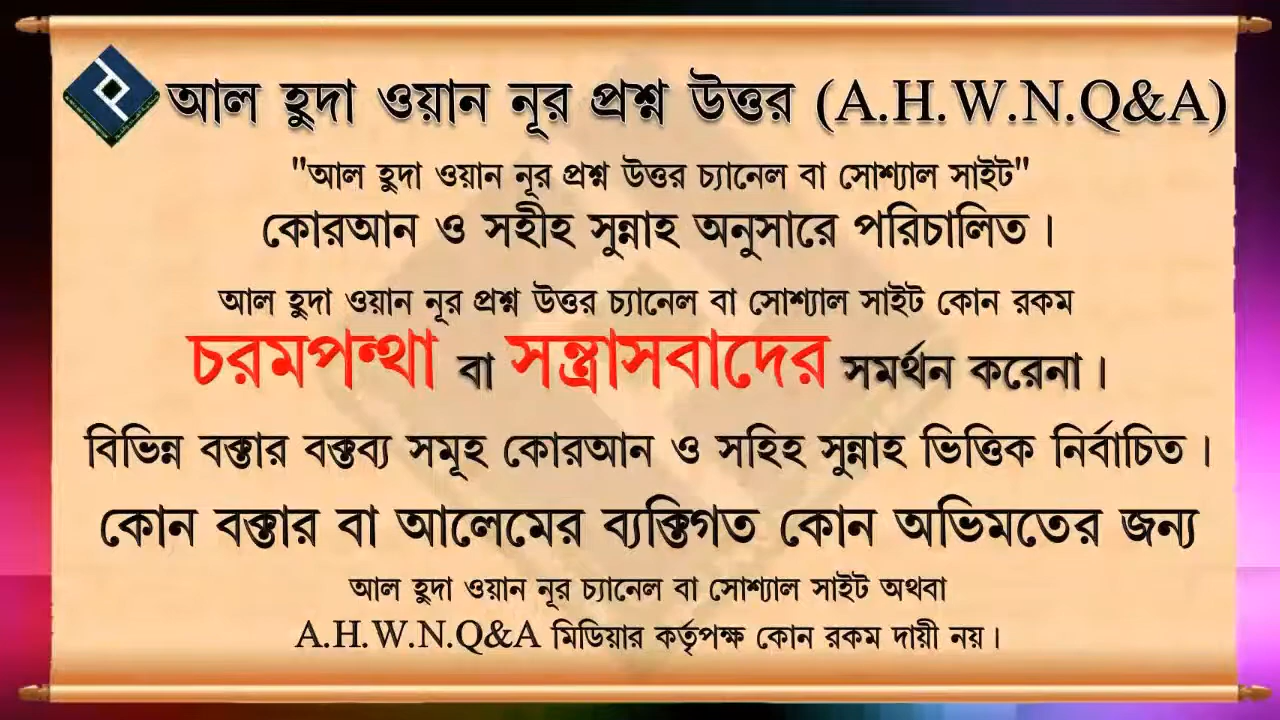 আল হুদা ওয়ান নূর প্রশ্ন উত্তর (A.H.W.N.Q&A)
"আল হুদা ওয়ান নূর প্রশ্ন উত্তর চ্যানেল বা সোশ্যাল সাইট"
কোরআন ও সহীহ সুন্নাহ অনুসারে পরিচালিত।
আল হুদা ওয়ান নূর প্রশ্ন উত্তর চ্যানেল বা সোশ্যাল সাইট কোন রকম
চরমপন্থা বা সন্ত্রাসবাদের সমর্থন করেনা।
বিভিন্ন বক্তার বক্তব্য সমূহ কোরআন ও সহিহ সুন্নাহ ভিত্তিক নির্বাচিত।
কোন বক্তার বা আলেমের ব্যক্তিগত কোন অভিমতের জন্য
আল হুদা ওয়ান নূর চ্যানেল বা সোশ্যাল সাইট অথবা
A.H.W.N.Q&A মিডিয়ার কর্তৃপক্ষ কোন রকম দায়ী নয়।